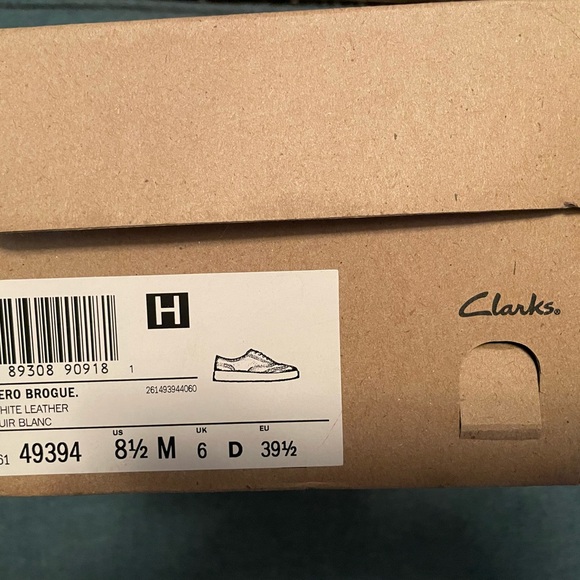 Clarks®
H
89308 90918 1
ERO BROGUE. 261493944060
HITE LEATHER
UIR BLANC
US UK EU
61 49394 8½ M 6 D 39½